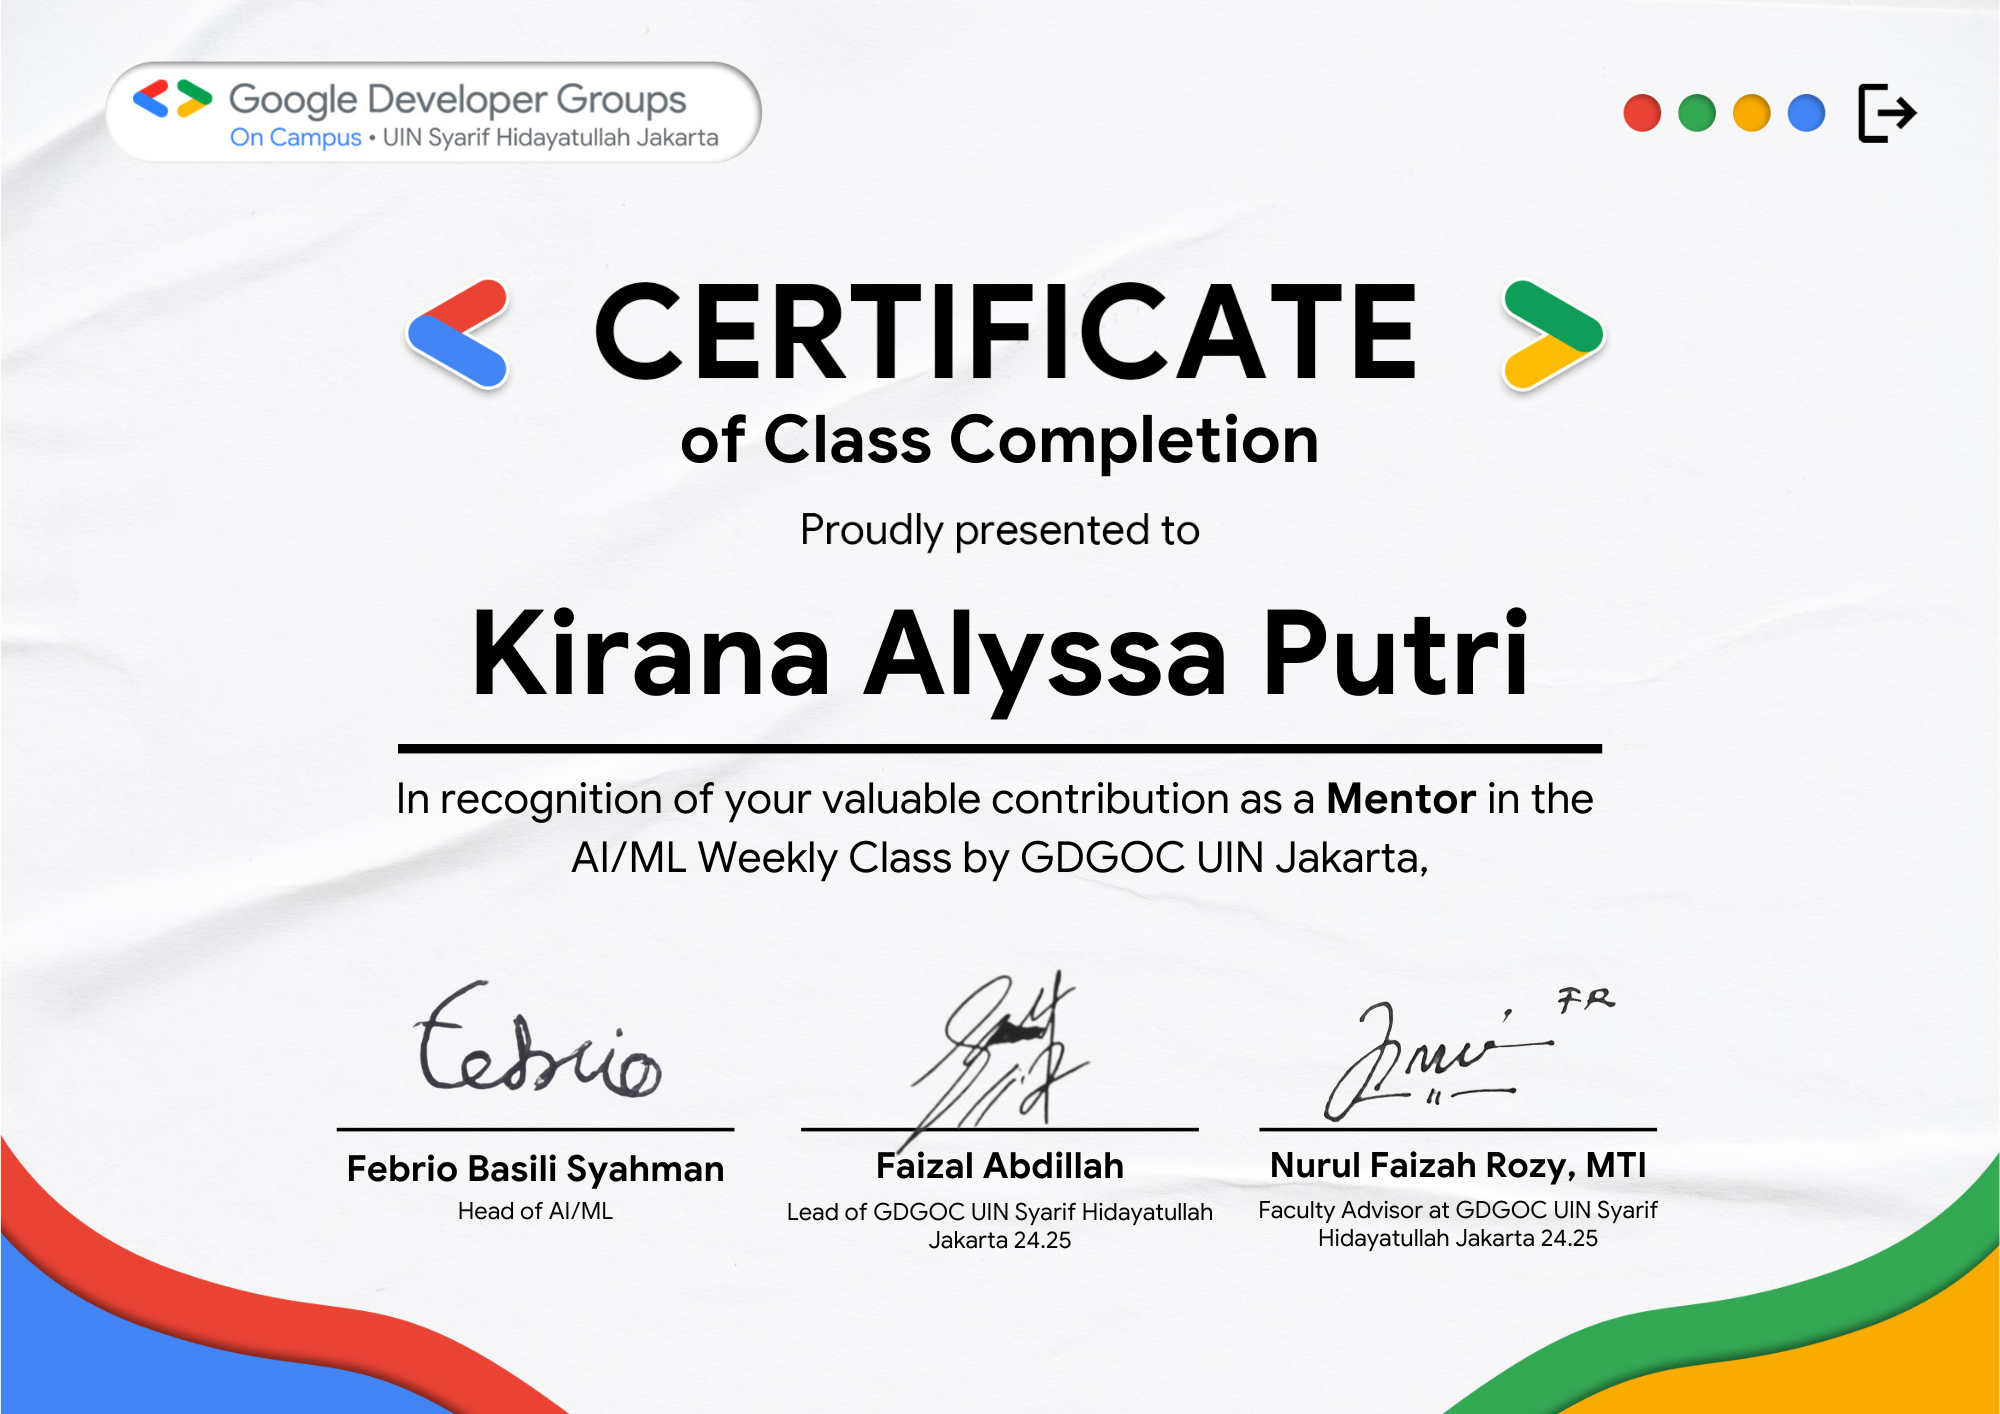 Google Developer Groups
On Campus • UIN Syarif Hidayatullah Jakarta
CERTIFICATE
of Class Completion
Proudly presented to
Kirana Alyssa Putri
In recognition of your valuable contribution as a Mentor in the
AI/ML Weekly Class by GDGOC UIN Jakarta,
Febrio
FR
Febrio Basili Syahman
Head of AI/ML
Faizal Abdillah
Lead of GDGOC UIN Syarif Hidayatullah
Jakarta 24.25
Nurul Faizah Rozy, MTI
Faculty Advisor at GDGOC UIN Syarif
Hidayatullah Jakarta 24.25